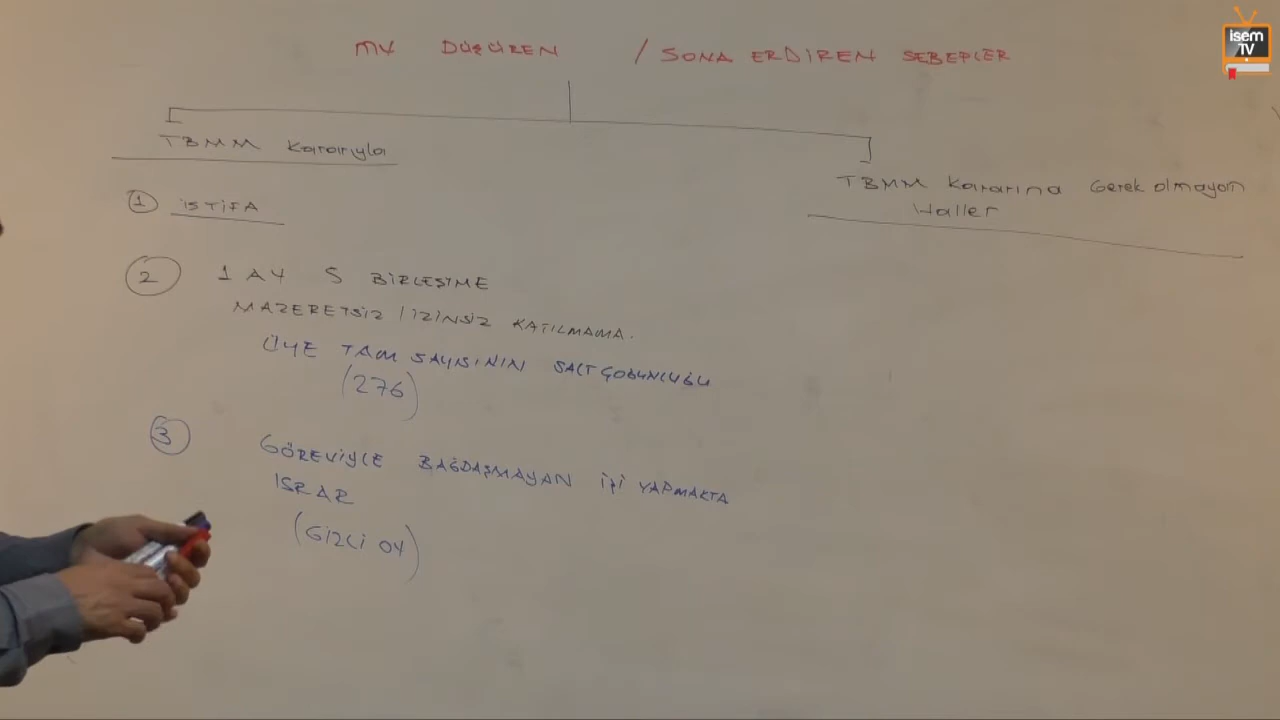 MV DÜŞÜREN / SONA ERDİREN SEBEPLER
TBMM Kararıyla
TBMM Kararına Gerek olmayan
Haller
1 İSTİFA
2 1 AY 5 BİRLEŞİME
MAZERETSİZ / İZİNSİZ KATILMAMA.
ÜYE TAM SAYISININ SALT ÇOĞUNLUĞU
(276)
3 GÖREVİYLE BAĞDAŞMAYAN İŞİ YAPMAKTA
ISRAR
(GİZLİ OY)
isem
TV